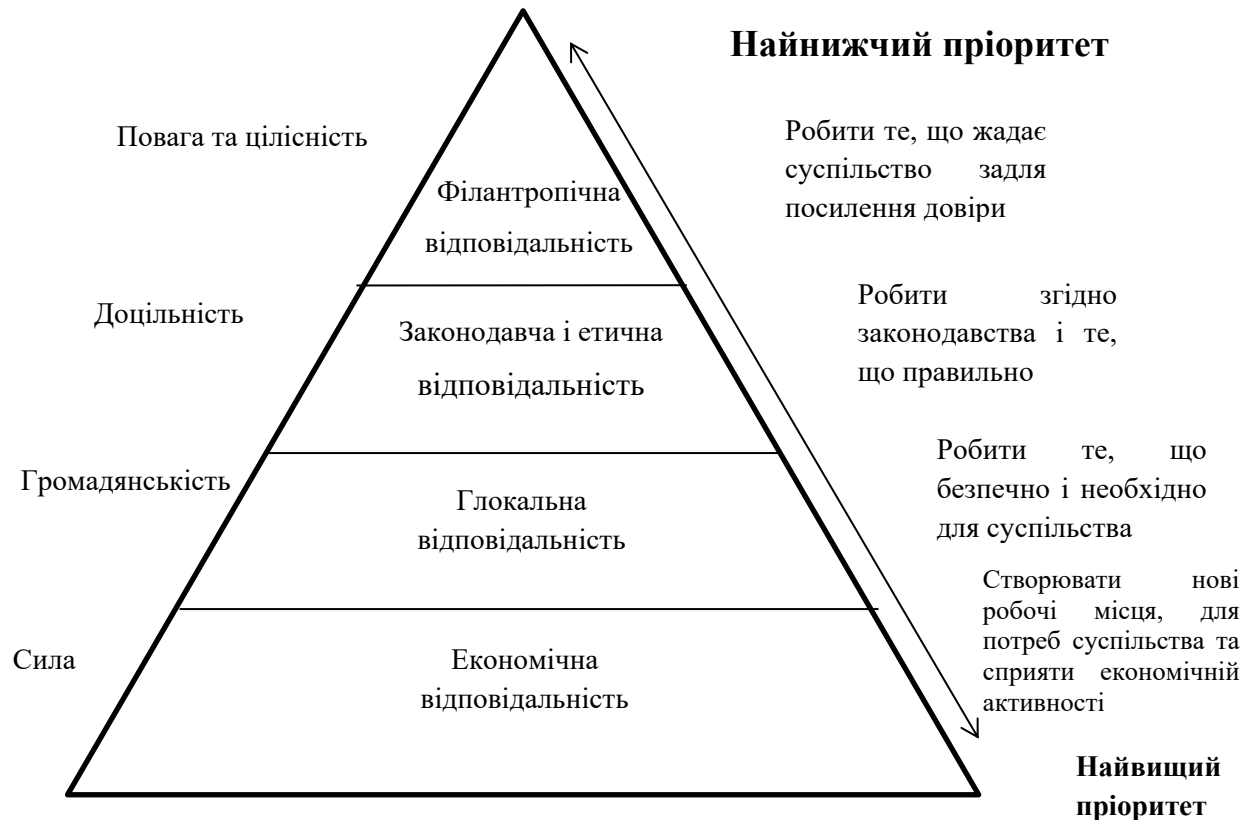 Найнижчий пріоритет
Повага та цілісність
Робити те, що жадає
суспільство задля
посилення довіри
Філантропічна
відповідальність
Доцільність
Робити згідно
законодавства і те,
що правильно
Законодавча і етична
відповідальність
Громадянськість
Робити те, що
безпечно і необхідно
для суспільства
Глокальна
відповідальність
Створювати нові
робочі місця, для
потреб суспільства та
сприяти економічній
активності
Сила
Економічна
відповідальність
Найвищий
пріоритет